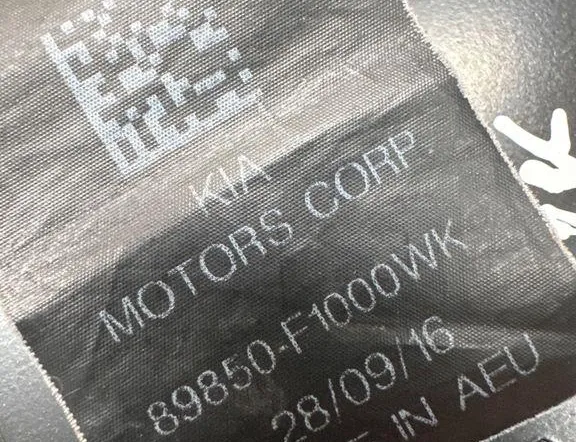 KIA
MOTORS CORP.
89850-F1000WK
28/09/16
E IN AEU